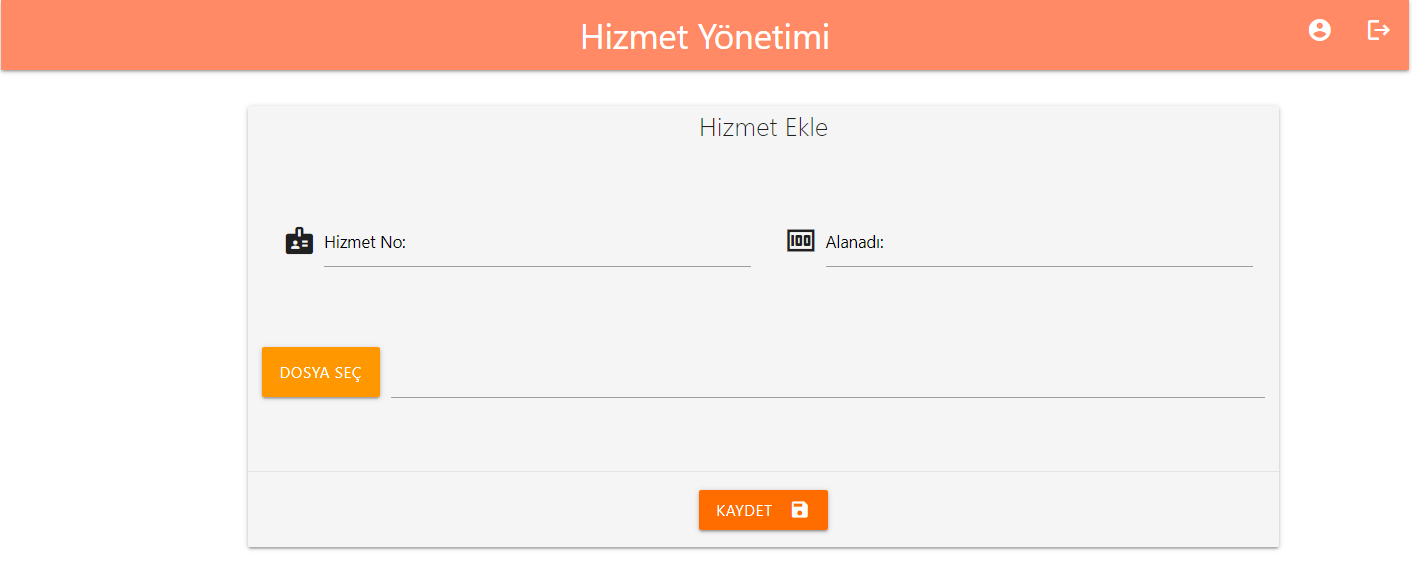 Hizmet Yönetimi
Hizmet Ekle
Hizmet No:
Alanadı:
DOSYA SEÇ
KAYDET